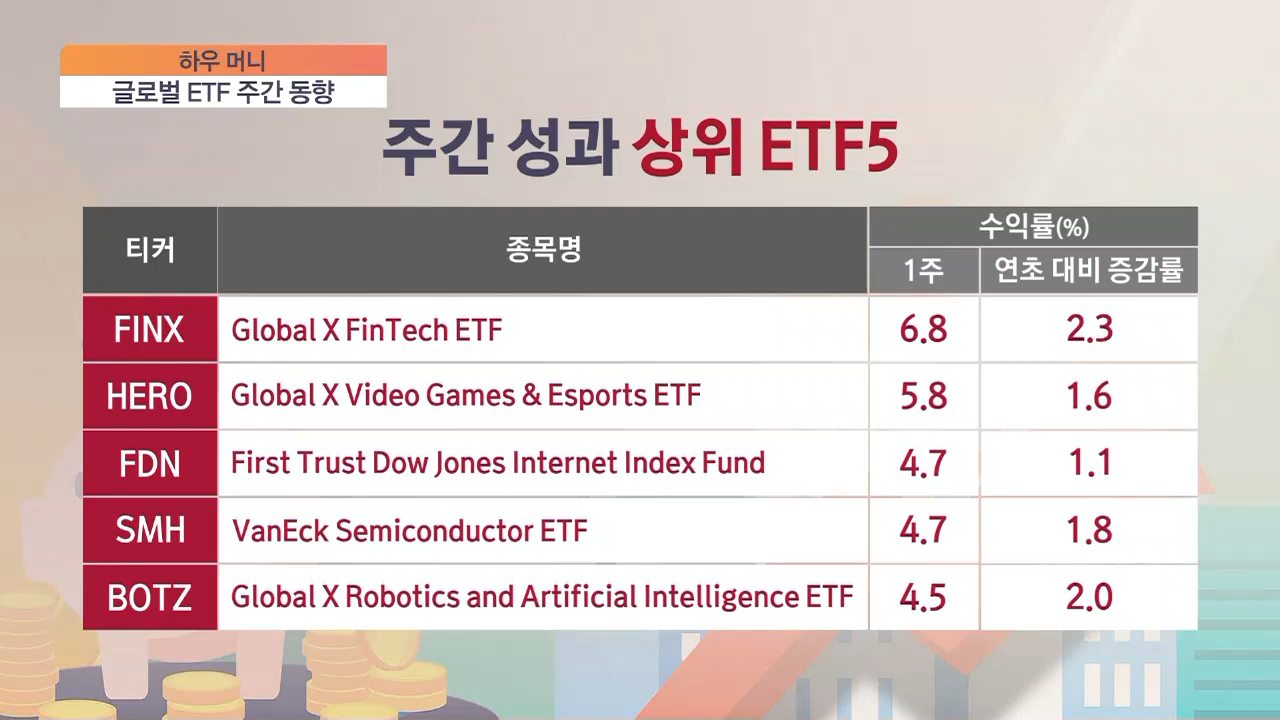 하우 머니
글로벌 ETF 주간 동향
주간 성과 상위 ETF5
티커 종목명 수익률(%)
1주 연초 대비 증감률
FINX Global X FinTech ETF 6.8 2.3
HERO Global X Video Games & Esports ETF 5.8 1.6
FDN First Trust Dow Jones Internet Index Fund 4.7 1.1
SMH VanEck Semiconductor ETF 4.7 1.8
BOTZ Global X Robotics and Artificial Intelligence ETF 4.5 2.0